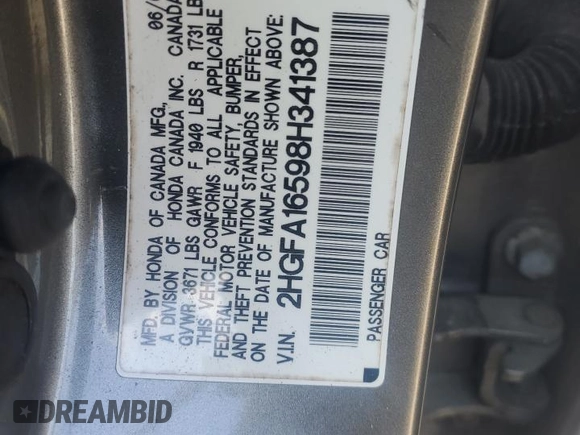 MFD. BY HONDA OF CANADA MFG., 06/
A DIVISION OF HONDA CANADA INC. CANADA
GVWR 3671 LBS GAWR F 1940 LBS R 1731 LB
THIS VEHICLE CONFORMS TO ALL APPLICABLE
FEDERAL MOTOR VEHICLE SAFETY, BUMPER,
AND THEFT PREVENTION STANDARDS IN EFFECT
ON THE DATE OF MANUFACTURE SHOWN ABOVE.
V.I.N. 2HGFA16598H341387
PASSENGER CAR
DREAMBID